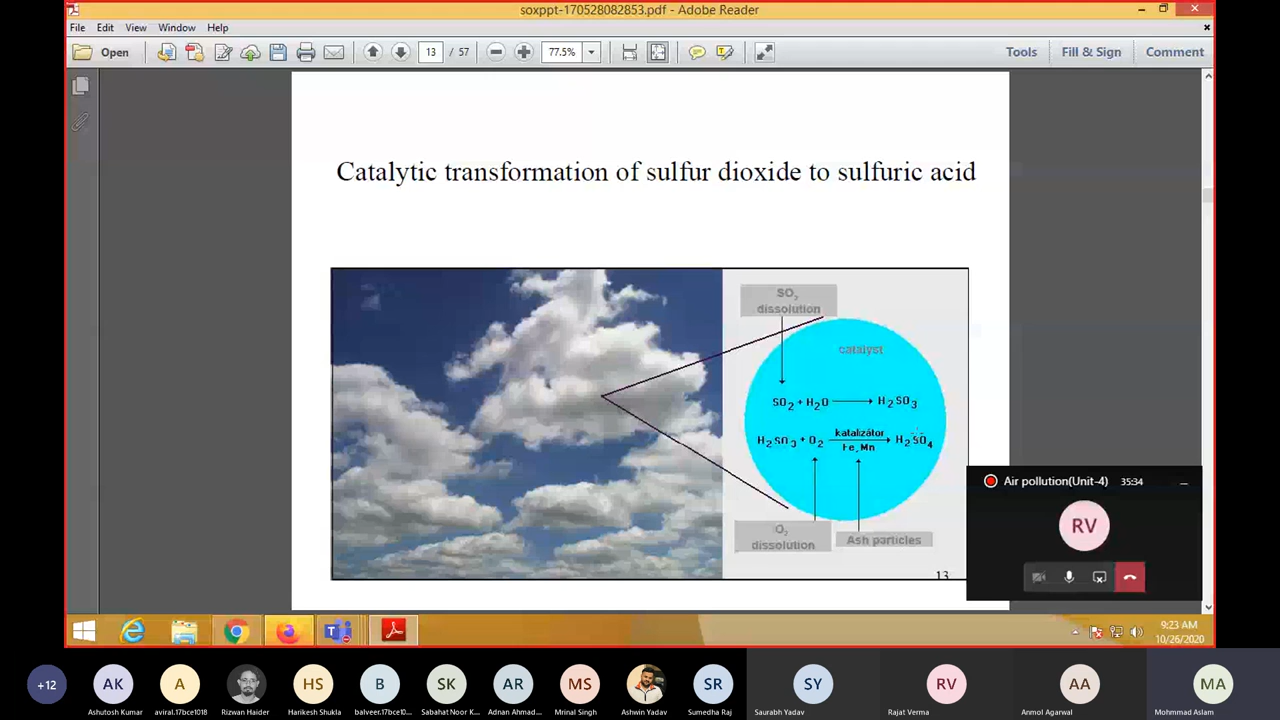 soxppt-170528082853.pdf - Adobe Reader
File Edit View Window Help
Open 13 / 57 77.5% Tools Fill & Sign Comment
Catalytic transformation of sulfur dioxide to sulfuric acid
SO2
dissolution
catalyst
SO2 + H2O → H2SO3
H2SO3 + O2 katalizátor Fe, Mn → H2SO4
O2
dissolution
Ash particles
13
Air pollution(Unit-4) 35:34
RV
9:23 AM
10/26/2020
+12 AK A HS B SK AR MS SR SY RV AA MA
Ashutosh Kumar aviral.17bce1018 Rizwan Haider Harikesh Shukla balveer.17bce10... Sabahat Noor K... Adnan Ahmad... Mrinal Singh Ashwin Yadav Sumedha Raj Saurabh Yadav Rajat Verma Anmol Agarwal Mohmmad Aslam